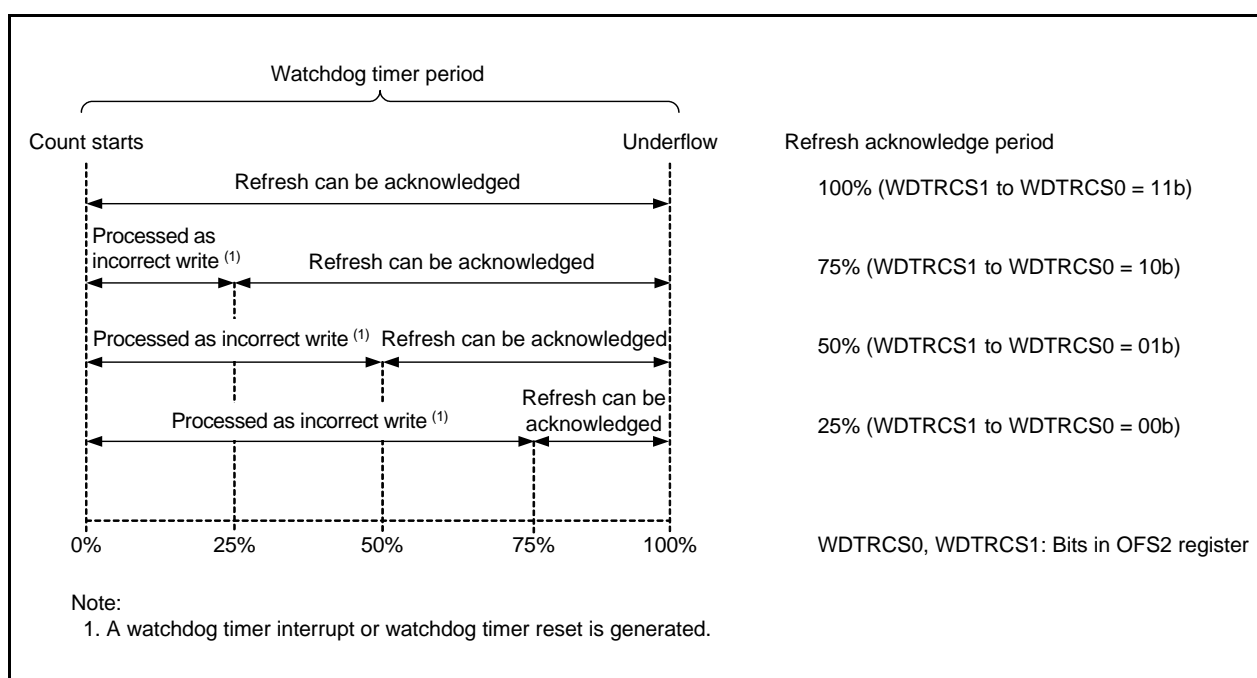 Watchdog timer period
Count starts
Underflow
Refresh acknowledge period
Refresh can be acknowledged
100% (WDTRCS1 to WDTRCS0 = 11b)
Processed as
incorrect write (1)
Refresh can be acknowledged
75% (WDTRCS1 to WDTRCS0 = 10b)
Processed as incorrect write (1)
Refresh can be acknowledged
50% (WDTRCS1 to WDTRCS0 = 01b)
Processed as incorrect write (1)
Refresh can be
acknowledged
25% (WDTRCS1 to WDTRCS0 = 00b)
0%
25%
50%
75%
100%
WDTRCS0, WDTRCS1: Bits in OFS2 register
Note:
1. A watchdog timer interrupt or watchdog timer reset is generated.